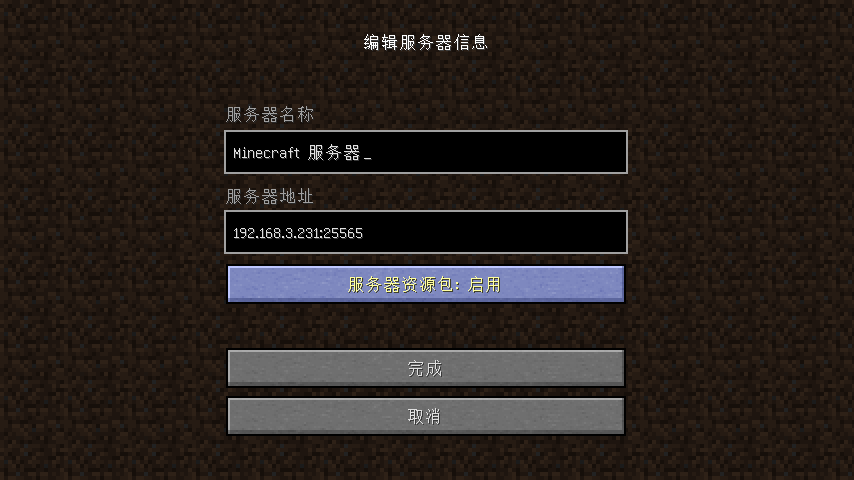 编辑服务器信息
服务器名称
Minecraft 服务器_
服务器地址
192.168.3.231:25565
服务器资源包: 启用
完成
取消